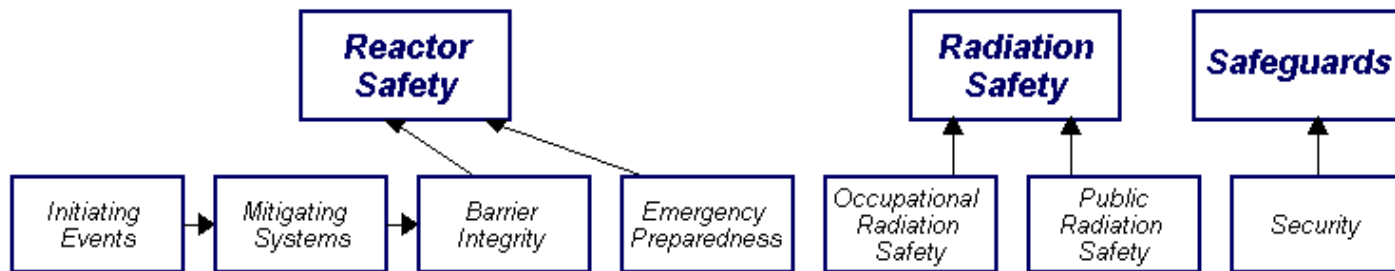 Reactor
Safety
Radiation
Safety
Safeguards
Initiating
Events
Mitigating
Systems
Barrier
Integrity
Emergency
Preparedness
Occupational
Radiation
Safety
Public
Radiation
Safety
Security